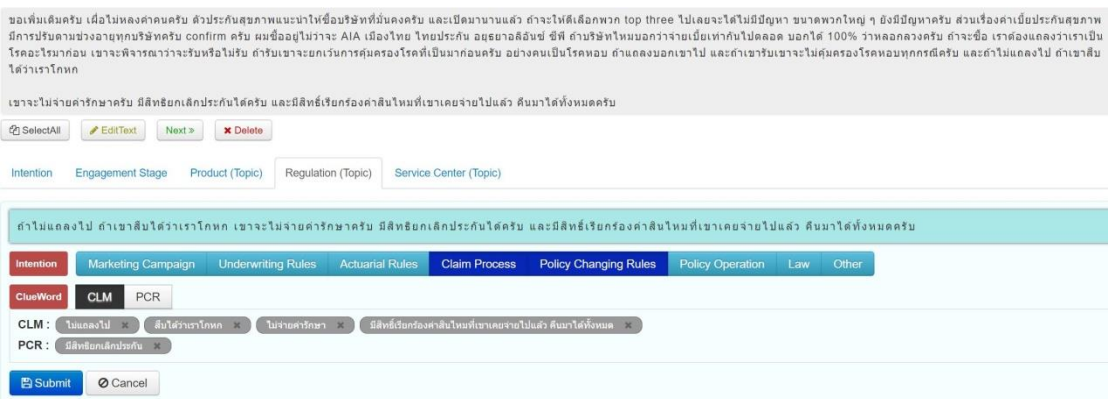 ขอเพิ่มเติมครับ เผื่อไม่หลงค่าคนครับ ตัวประกันสุขภาพแนะนำให้ซื้อบริษัทที่มั่นคงครับ และเปิดมานานแล้ว ถ้าจะให้ดีเลือกพวก top three ไปเลยจะได้ไม่มีปัญหา ขนาดพวกใหญ่ ๆ ยังมีปัญหาครับ ส่วนเรื่องค่าเบี้ยประกันสุขภาพ
มีการปรับตามช่วงอายุทุกบริษัทครับ confirm ครับ ผมซื้ออยู่ไม่ว่าจะ AIA เมืองไทย ไทยประกัน อยุธยาอลิอันซ์ ซีพี ถ้าบริษัทไหนบอกว่าจ่ายเบี้ยเท่ากันไปตลอด บอกได้ 100% ว่าหลอกลวงครับ ถ้าจะซื้อ เราต้องแถลงว่าเราเป็น
โรคอะไรมาก่อน เขาจะพิจารณาว่าจะรับหรือไม่รับ ถ้ารับเขาจะยกเว้นการคุ้มครองโรคที่เป็นมาก่อนครับ อย่างคนเป็นโรคหอบ ถ้าแถลงบอกเขาไป และถ้าเขารับเขาจะไม่คุ้มครองโรคหอบทุกกรณีครับ และถ้าไม่แถลงไป ถ้าเขาสืบ
ได้ว่าเราโกหก
เขาจะไม่จ่ายค่ารักษาครับ มีสิทธิยกเลิกประกันได้ครับ และมีสิทธิ์เรียกร้องค่าสินไหมที่เขาเคยจ่ายไปแล้ว คืนมาได้ทั้งหมดครับ
SelectAll EditText Next » Delete
Intention Engagement Stage Product (Topic) Regulation (Topic) Service Center (Topic)
ถ้าไม่แถลงไป ถ้าเขาสืบได้ว่าเราโกหก เขาจะไม่จ่ายค่ารักษาครับ มีสิทธิยกเลิกประกันได้ครับ และมีสิทธิ์เรียกร้องค่าสินไหมที่เขาเคยจ่ายไปแล้ว คืนมาได้ทั้งหมดครับ
Intention Marketing Campaign Underwriting Rules Actuarial Rules Claim Process Policy Changing Rules Policy Operation Law Other
ClueWord CLM PCR
CLM : ไม่แถลงไป สืบได้ว่าเราโกหก ไม่จ่ายค่ารักษา มีสิทธิ์เรียกร้องค่าสินไหมที่เขาเคยจ่ายไปแล้ว คืนมาได้ทั้งหมด
PCR : มีสิทธิยกเลิกประกัน
Submit Cancel